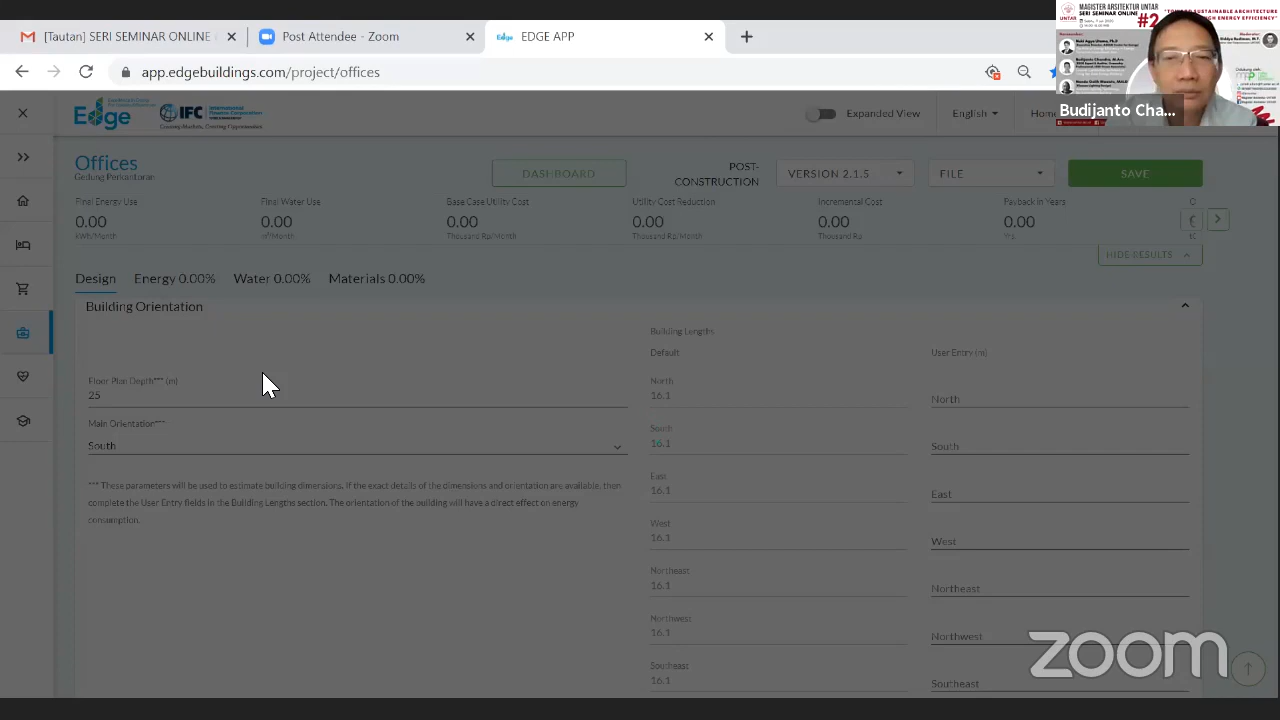 [Tautan] SERI SEMINAR ONLINE
Post Attendee -
EDGE APP
MAGISTER ARSITEKTUR UNTAR
SERI SEMINAR ONLINE
#2
UNTAR
Budijanto Cha...
edge
IFC
International
Finance Corporation
Creating Markets, Creating Opportunities
Expanded View
English
Offices
Gedung Perkantoran
DASHBOARD
POST-
CONSTRUCTION
VERSION 2.1.5
FILE
SAVE
Final Energy Use
Final Water Use
Base Case Utility Cost
Utility Cost Reduction
Incremental Cost
Payback in Years
0.00
0.00
0.00
0.00
0.00
0.00
kWh/Month
m³/Month
Thousand Rp/Month
Thousand Rp/Month
Thousand Rp
Yrs.
HIDE RESULTS
Design
Energy 0.00%
Water 0.00%
Materials 0.00%
Building Orientation
Building Lengths
Default
User Entry (m)
Floor Plan Depth*** (m)
25
Main Orientation***
South
*** These parameters will be used to estimate building dimensions. If the exact details of the dimensions and orientation are available, then
complete the User Entry fields in the Building Lengths section. The orientation of the building will have a direct effect on energy
consumption.
North
16.1
North
South
16.1
South
East
16.1
East
West
16.1
West
Northeast
16.1
Northeast
Northwest
16.1
Northwest
Southeast
16.1
Southeast
zoom